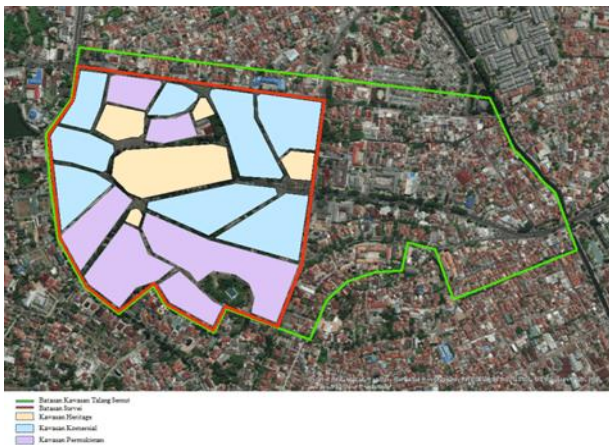 Batasan Kawasan Talang Semut
Batasan Survei
Kawasan Heritage
Kawasan Komersial
Kawasan Permukiman